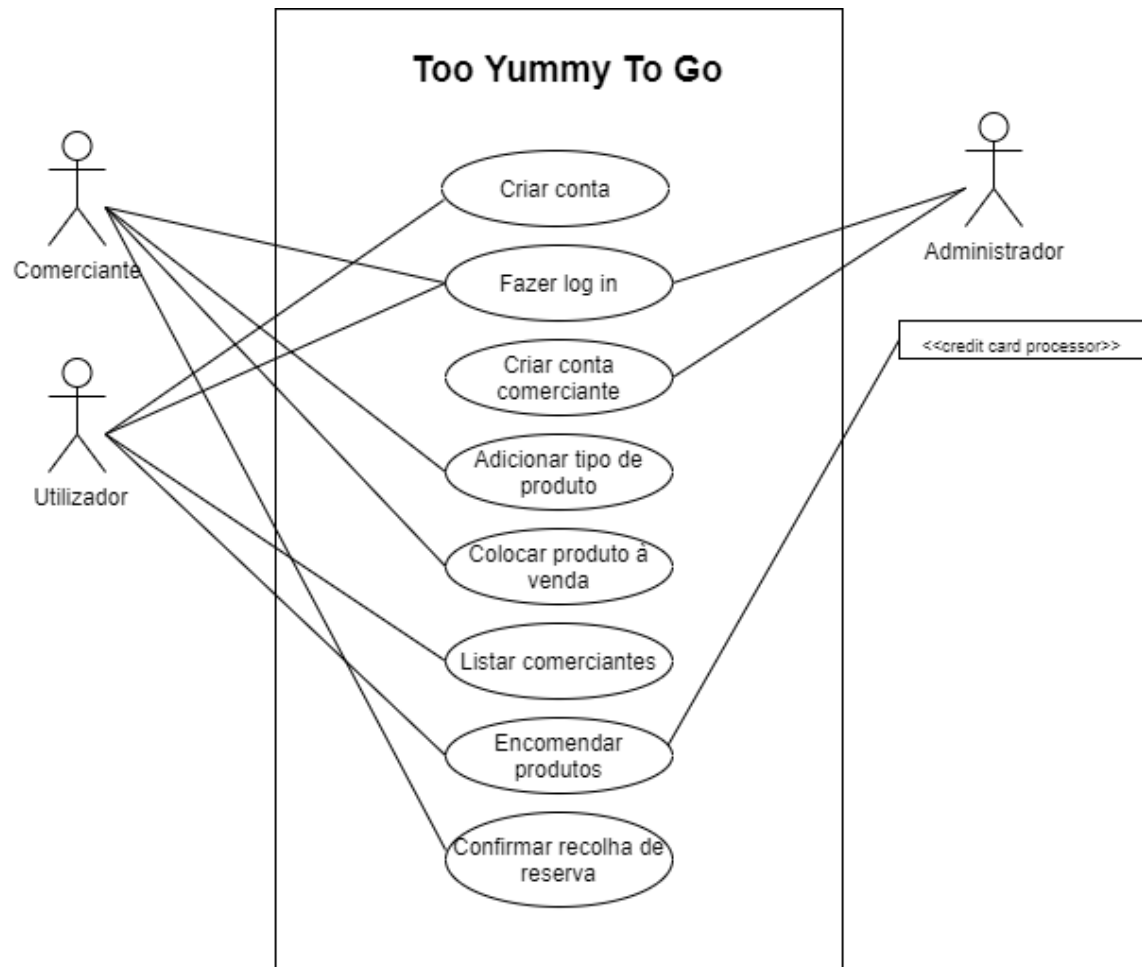 Too Yummy To Go
Criar conta
Comerciante
Fazer log in
Administrador
<<credit card processor>>
Criar conta
comerciante
Utilizador
Adicionar tipo de
produto
Colocar produto à
venda
Listar comerciantes
Encomendar
produtos
Confirmar recolha de
reserva